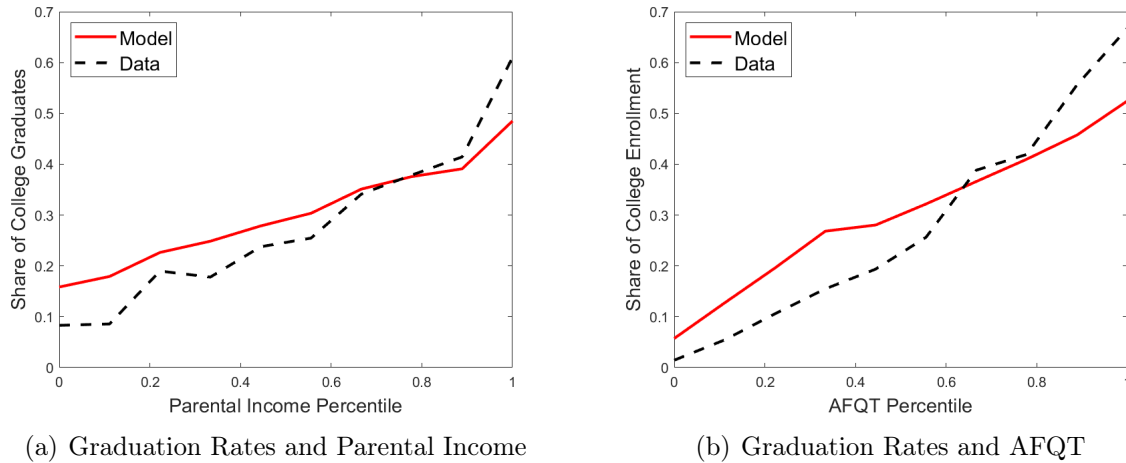 Share of College Graduates
0.7
0.6
0.5
0.4
0.3
0.2
0.1
0
Model
Data
0 0.2 0.4 0.6 0.8 1
Parental Income Percentile
(a) Graduation Rates and Parental Income
Share of College Enrollment
0.7
0.6
0.5
0.4
0.3
0.2
0.1
0
Model
Data
0 0.2 0.4 0.6 0.8 1
AFQT Percentile
(b) Graduation Rates and AFQT